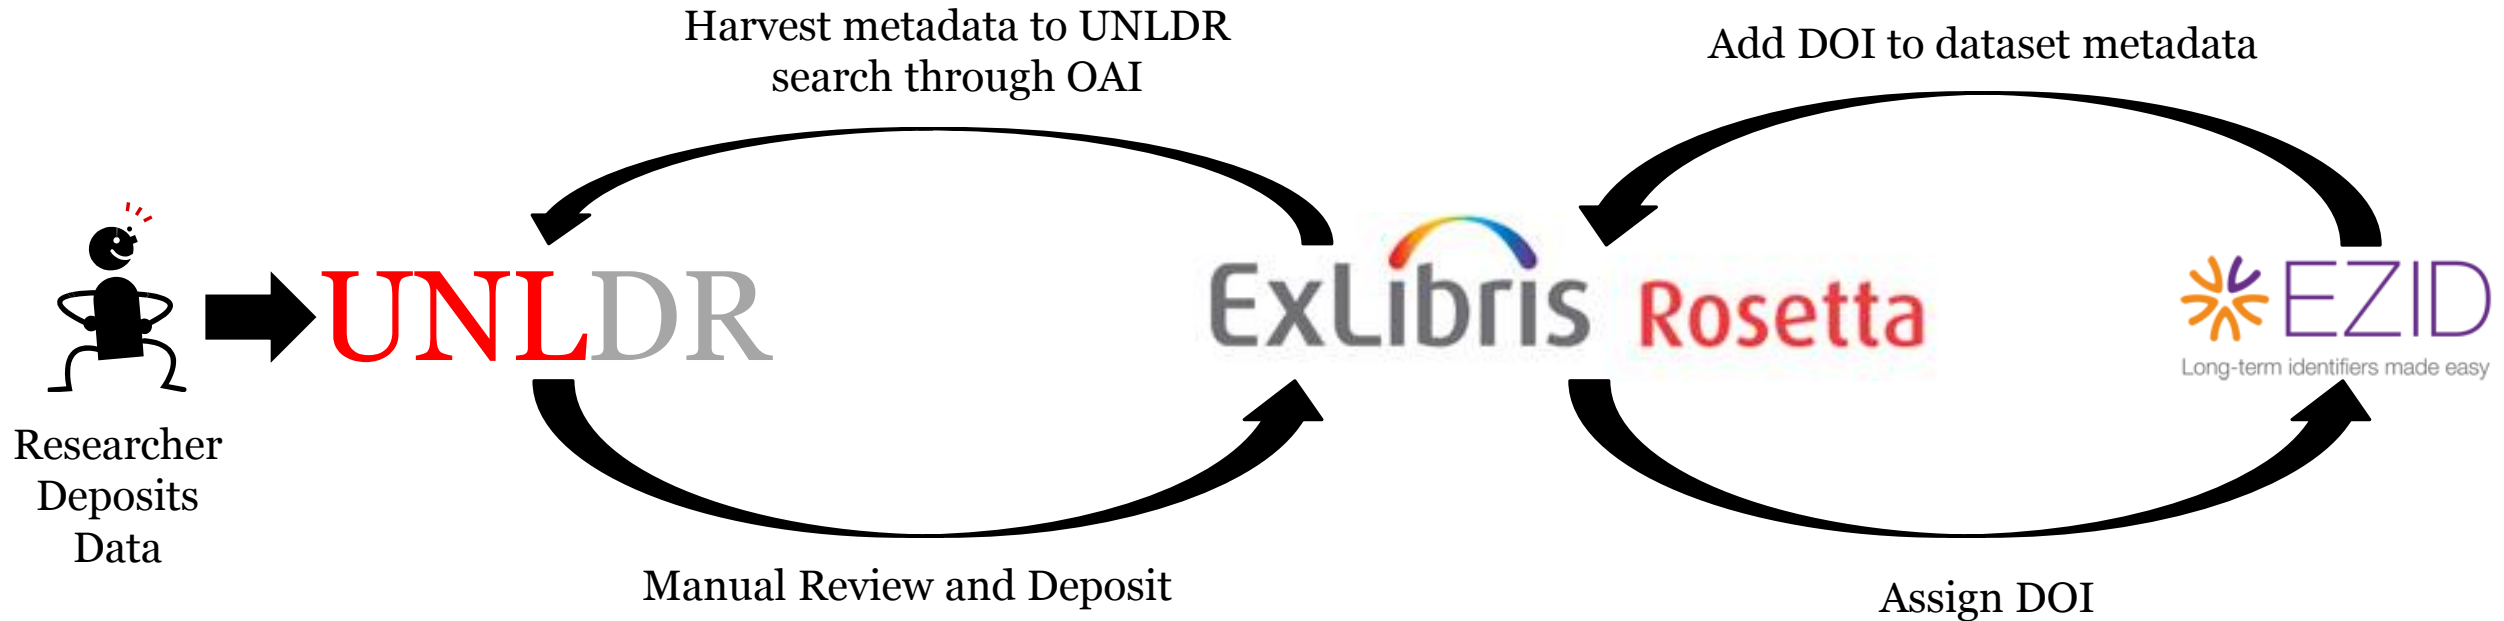 Harvest metadata to UNLDR
search through OAI
Add DOI to dataset metadata
UNLDR
ExLibris Rosetta
EZID
Long-term identifiers made easy
Researcher
Deposits
Data
Manual Review and Deposit
Assign DOI